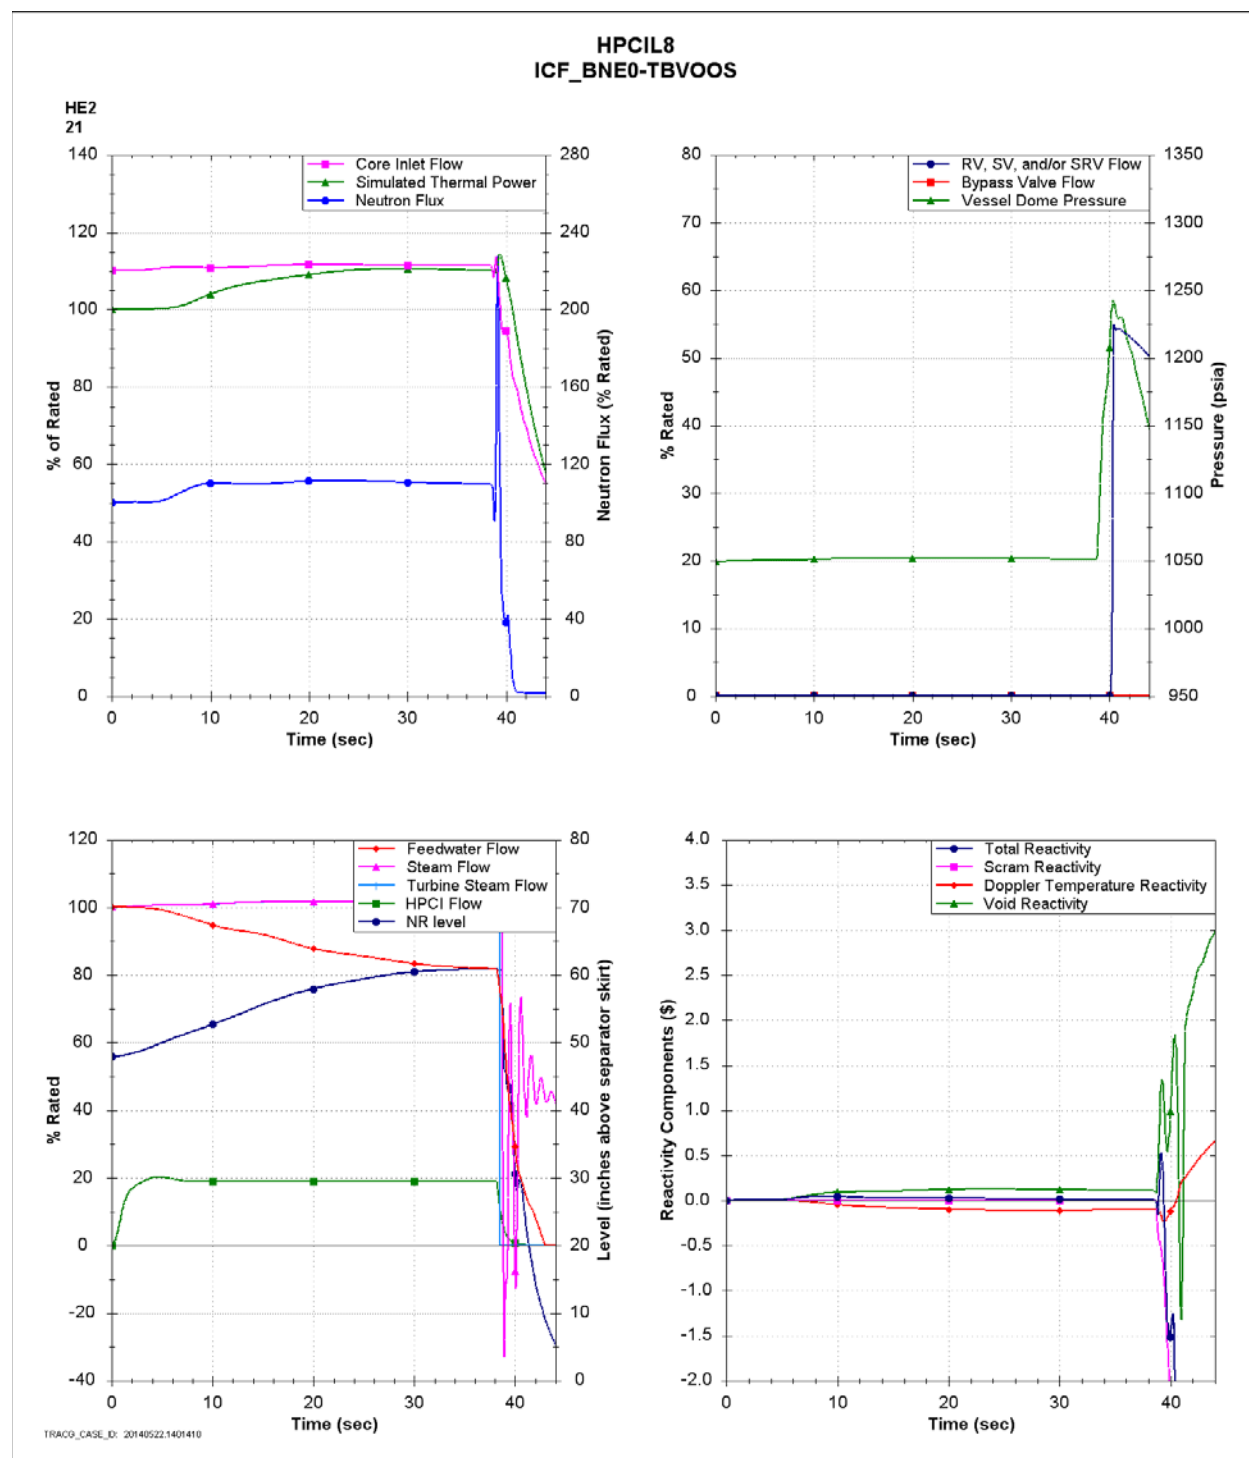 HPCIL8
ICF_BNE0-TBVOOS
HE2
21
140
120
100
80
60
40
20
0
% of Rated
Core Inlet Flow
Simulated Thermal Power
Neutron Flux
280
240
200
160
120
80
40
0
Neutron Flux (% Rated)
0 10 20 30 40
Time (sec)
80
70
60
50
40
30
20
10
0
% Rated
RV, SV, and/or SRV Flow
Bypass Valve Flow
Vessel Dome Pressure
1350
1300
1250
1200
1150
1100
1050
1000
950
Pressure (psia)
0 10 20 30 40
Time (sec)
120
100
80
60
40
20
0
-20
-40
% Rated
Feedwater Flow
Steam Flow
Turbine Steam Flow
HPCI Flow
NR level
80
70
60
50
40
30
20
10
0
Level (inches above separator skirt)
0 10 20 30 40
Time (sec)
4.0
3.5
3.0
2.5
2.0
1.5
1.0
0.5
0.0
-0.5
-1.0
-1.5
-2.0
Reactivity Components ($)
Total Reactivity
Scram Reactivity
Doppler Temperature Reactivity
Void Reactivity
0 10 20 30 40
Time (sec)
TRACG_CASE_ID: 20140522.1401410